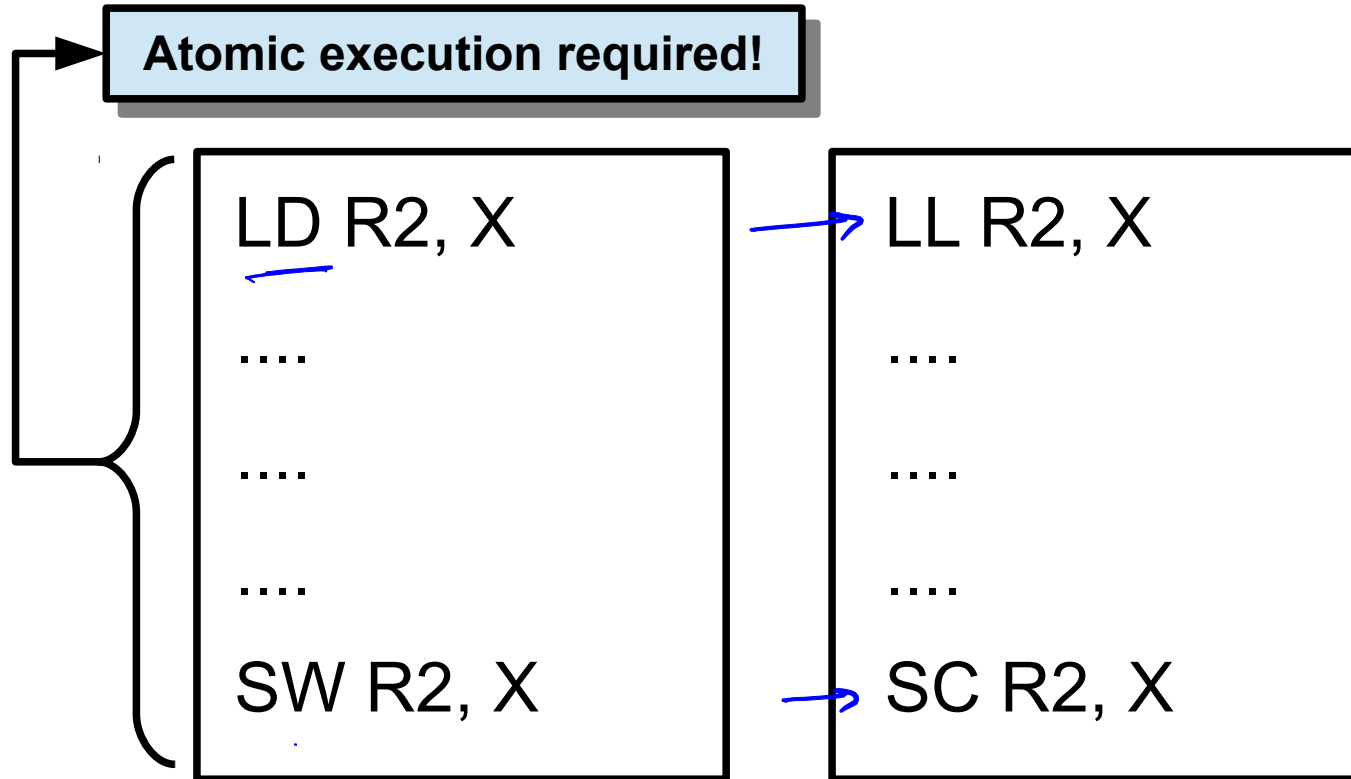 Atomic execution required!
LD R2, X
....
....
....
SW R2, X
LL R2, X
....
....
....
SC R2, X